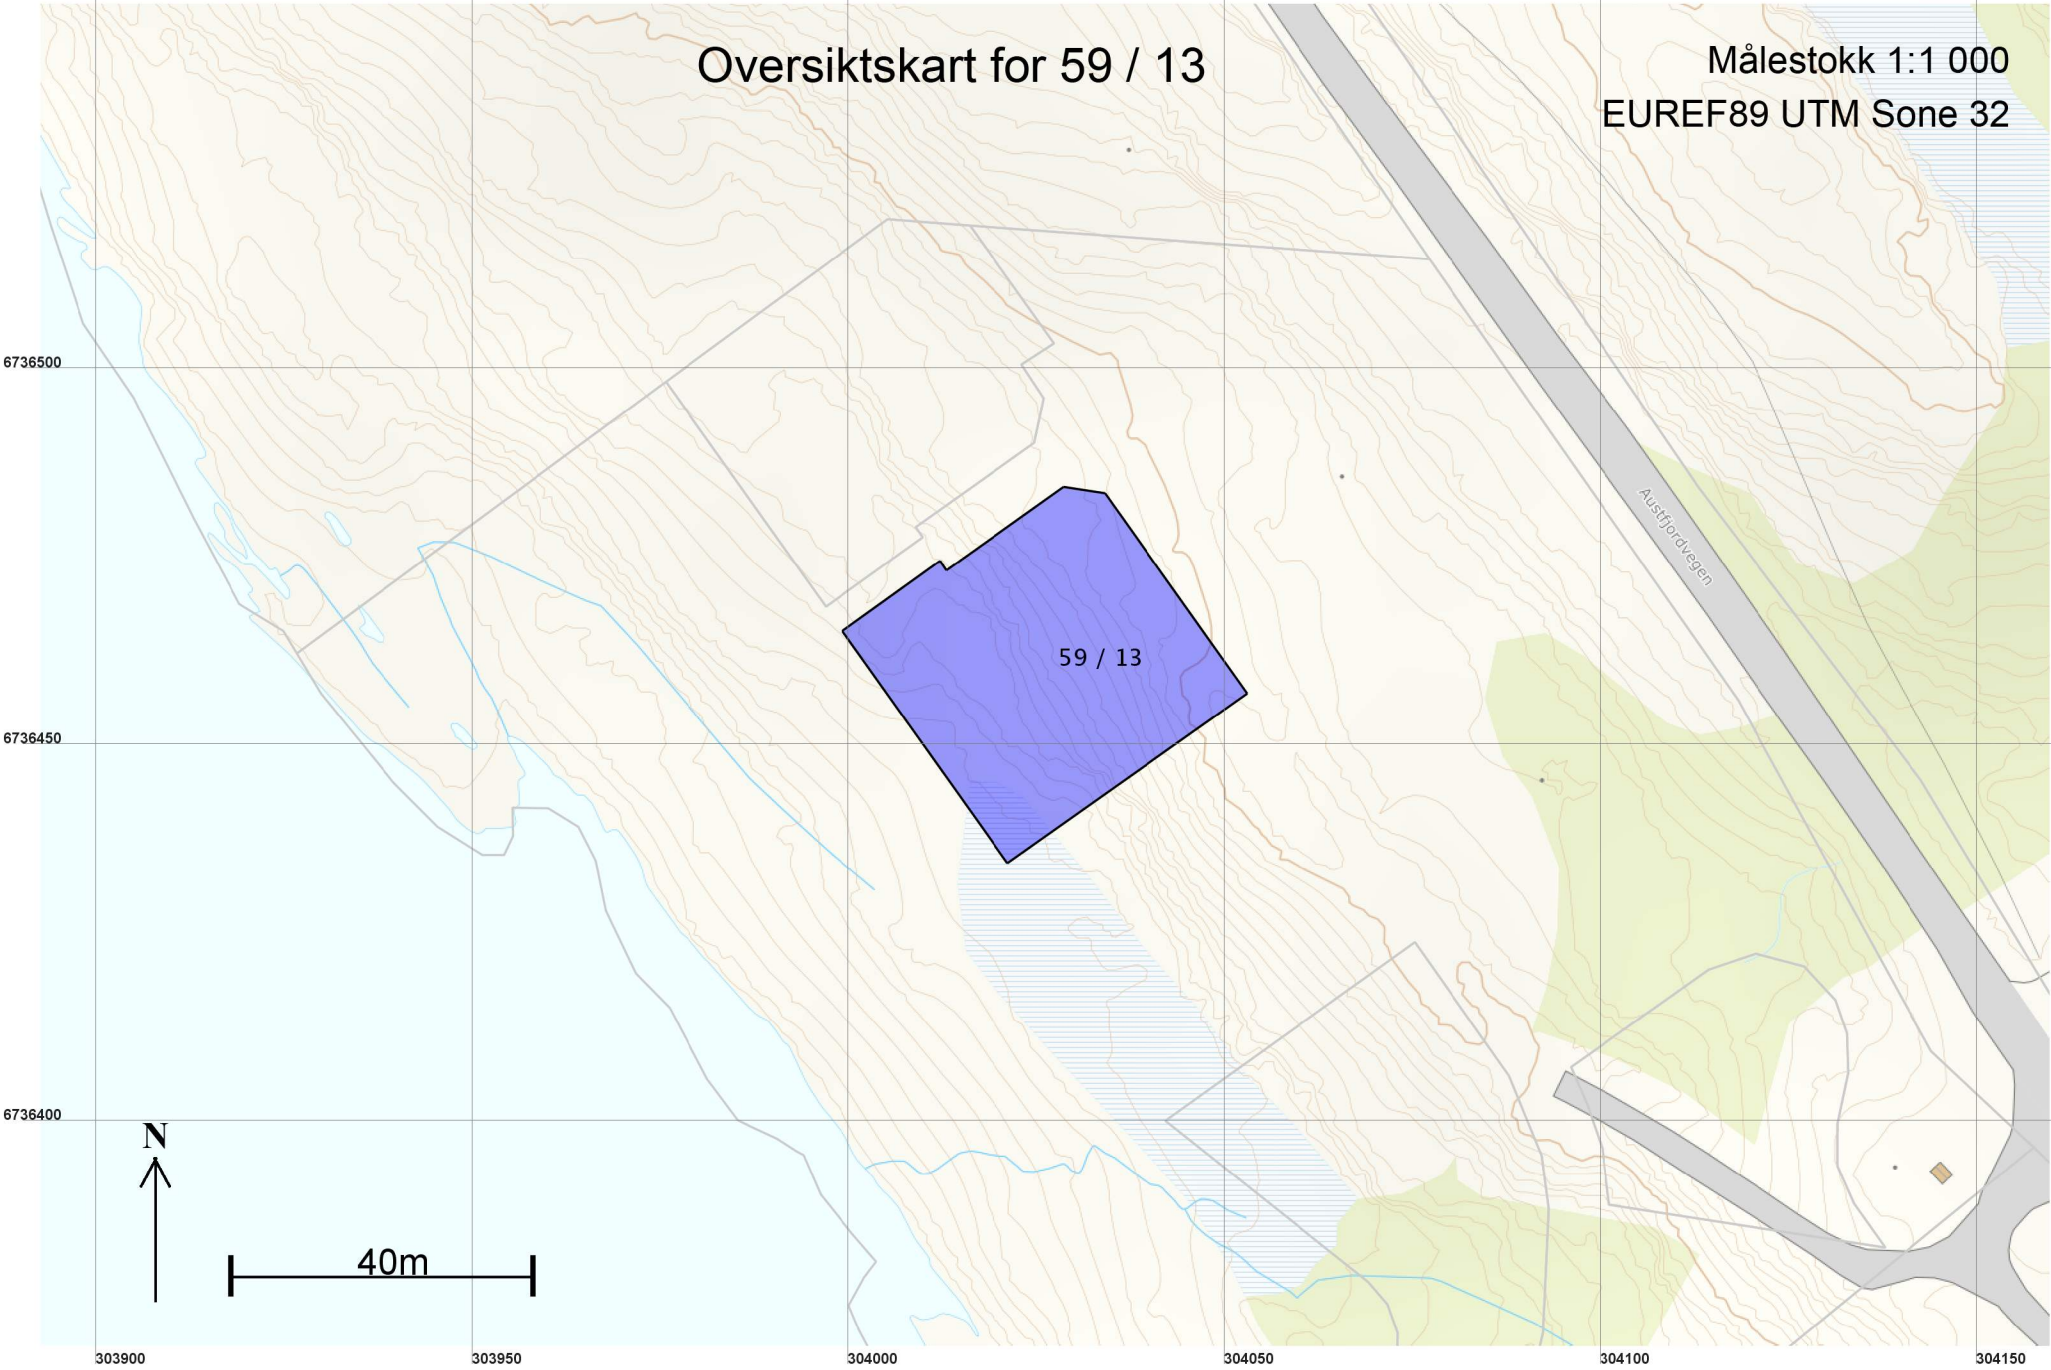 Oversiktskart for 59 / 13
Målestokk 1:1 000
EUREF89 UTM Sone 32
6736500
Austfjordvegen
59 / 13
6736450
6736400
N
40m
303900
303950
304000
304050
304100
304150